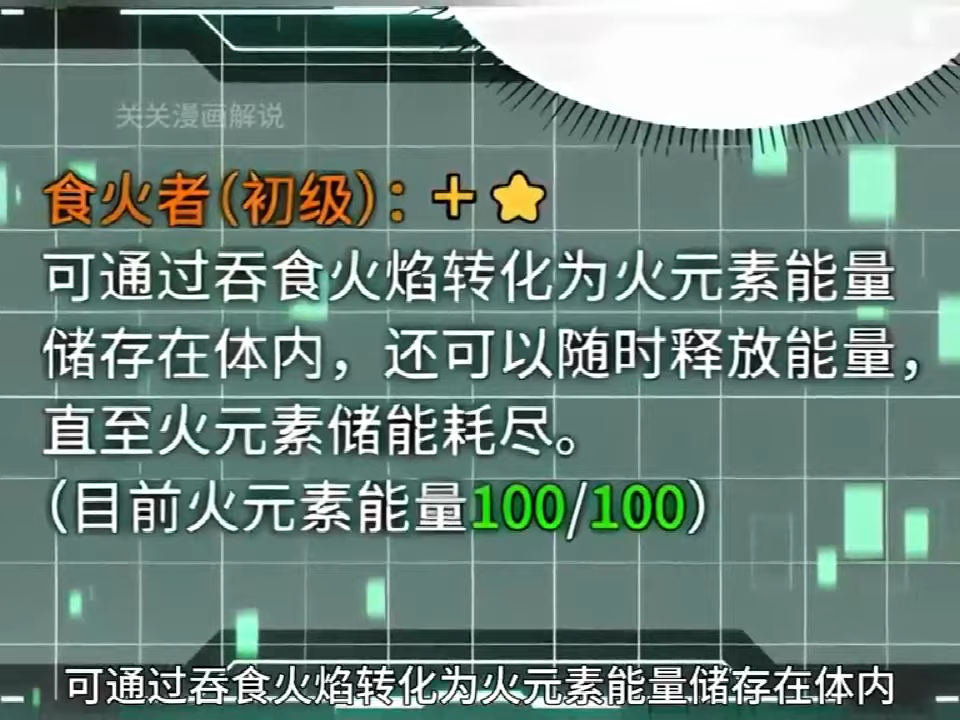 关关漫画解说
食火者（初级）：+⭐
可通过吞食火焰转化为火元素能量
储存在体内，还可以随时释放能量，
直至火元素储能耗尽。
（目前火元素能量100/100）
可通过吞食火焰转化为火元素能量储存在体内